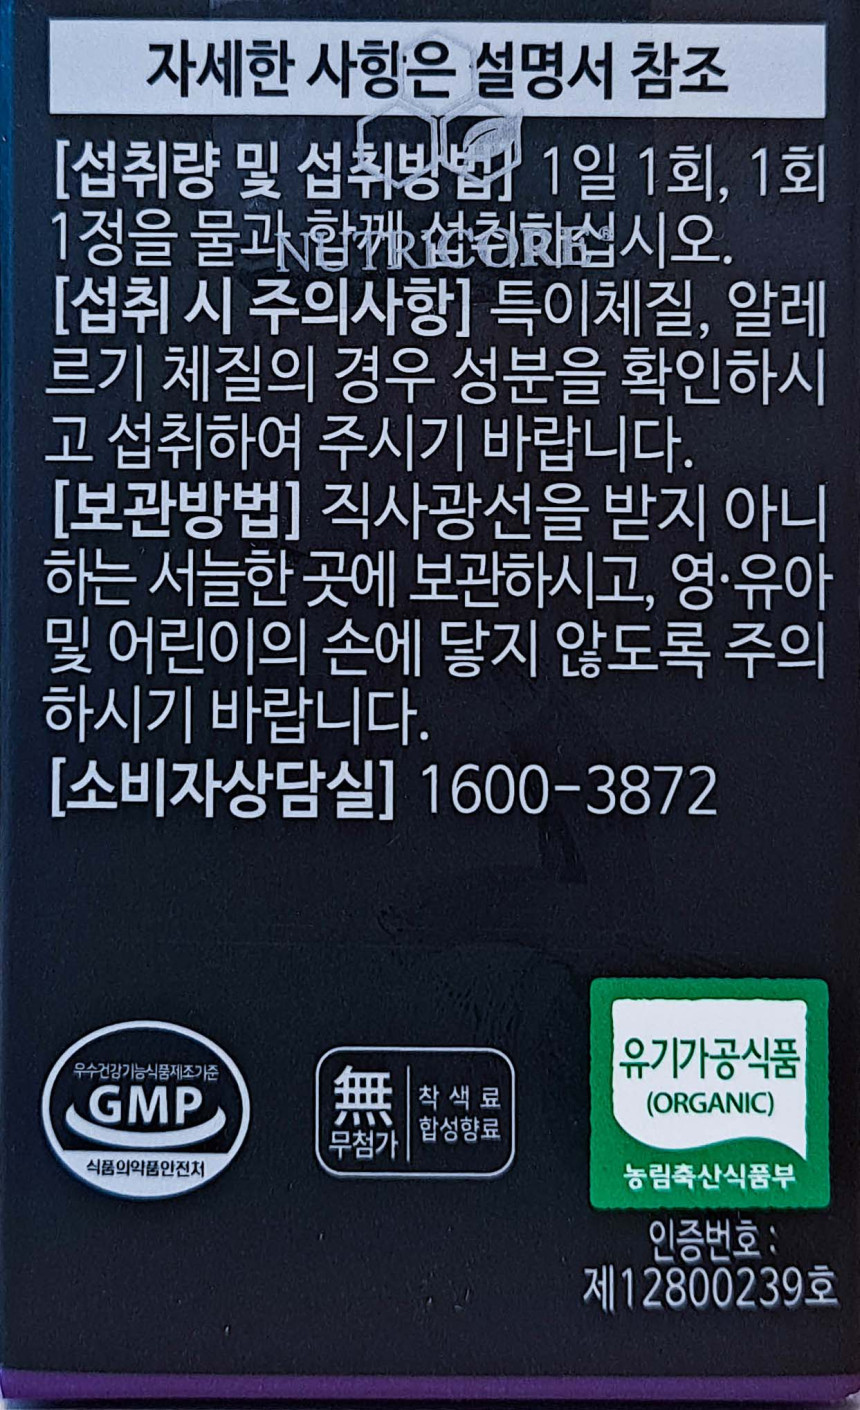 자세한 사항은 설명서 참조
[섭취량 및 섭취방법] 1일 1회, 1회
1정을 물과 함께 섭취하십시오.
NUTRICORE®
[섭취 시 주의사항] 특이체질, 알레
르기 체질의 경우 성분을 확인하시
고 섭취하여 주시기 바랍니다.
[보관방법] 직사광선을 받지 아니
하는 서늘한 곳에 보관하시고, 영·유아
및 어린이의 손에 닿지 않도록 주의
하시기 바랍니다.
[소비자상담실] 1600-3872
우수건강기능식품제조기준
GMP
식품의약품안전처
無
무첨가
착색료
합성향료
유기가공식품
(ORGANIC)
농림축산식품부
인증번호 :
제12800239호